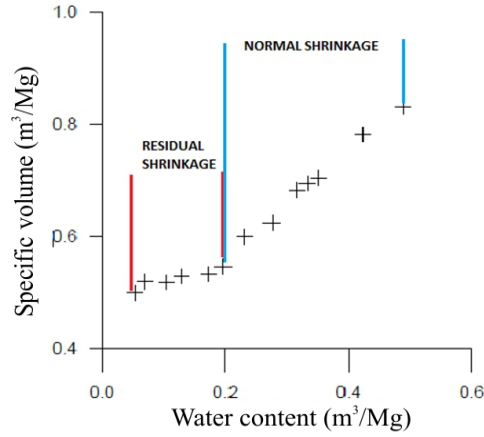 1.0
NORMAL SHRINKAGE
0.8
RESIDUAL
SHRINKAGE
0.6
0.4
0.0 0.2 0.4 0.6
Specific volume (m³/Mg)
Water content (m³/Mg)